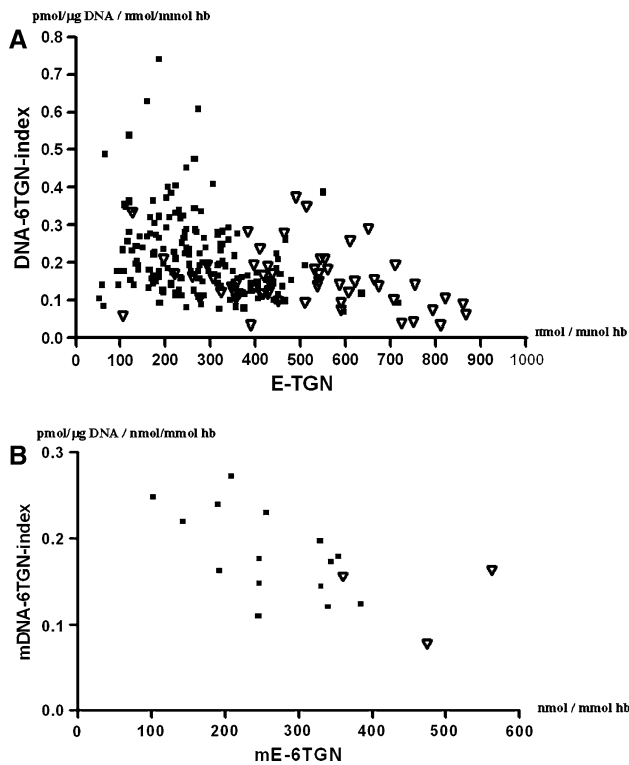 pmol/µg DNA / nmol/mmol hb
A
0.8
0.7
0.6
0.5
0.4
0.3
0.2
0.1
0.0
DNA-6TGN-index
0 100 200 300 400 500 600 700 800 900 1000
nmol / mmol hb
E-TGN
pmol/µg DNA / nmol/mmol hb
B
0.3
0.2
0.1
0.0
mDNA-6TGN-index
0 100 200 300 400 500 600
nmol / mmol hb
mE-6TGN